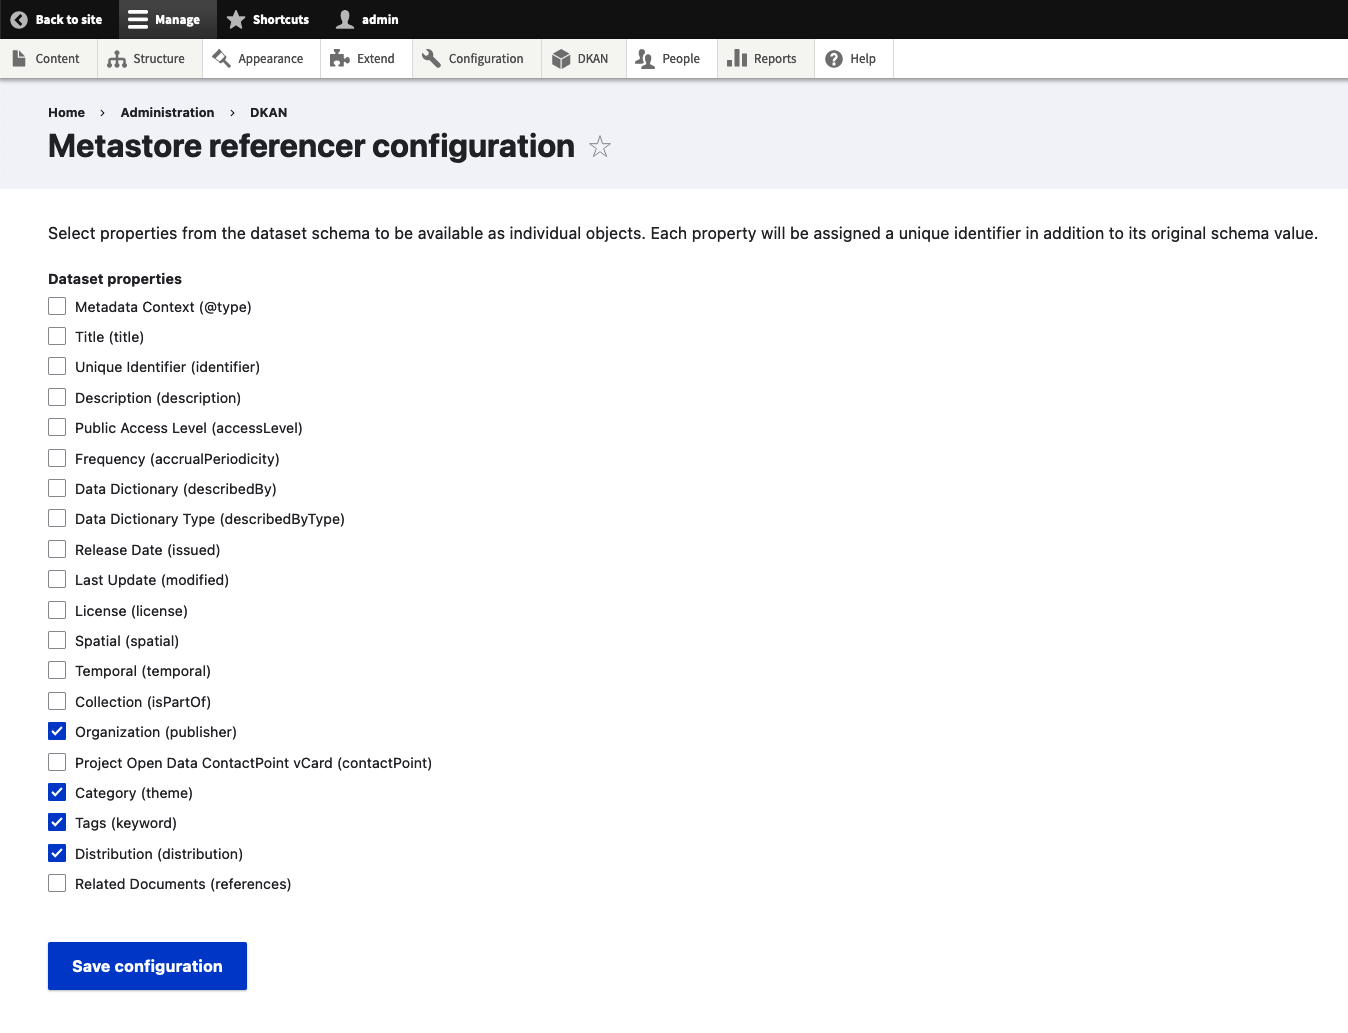 Back to site Manage Shortcuts admin
Content Structure Appearance Extend Configuration DKAN People Reports Help
Home › Administration › DKAN
Metastore referencer configuration
Select properties from the dataset schema to be available as individual objects. Each property will be assigned a unique identifier in addition to its original schema value.
Dataset properties
Metadata Context (@type)
Title (title)
Unique Identifier (identifier)
Description (description)
Public Access Level (accessLevel)
Frequency (accrualPeriodicity)
Data Dictionary (describedBy)
Data Dictionary Type (describedByType)
Release Date (issued)
Last Update (modified)
License (license)
Spatial (spatial)
Temporal (temporal)
Collection (isPartOf)
Organization (publisher)
Project Open Data ContactPoint vCard (contactPoint)
Category (theme)
Tags (keyword)
Distribution (distribution)
Related Documents (references)
Save configuration